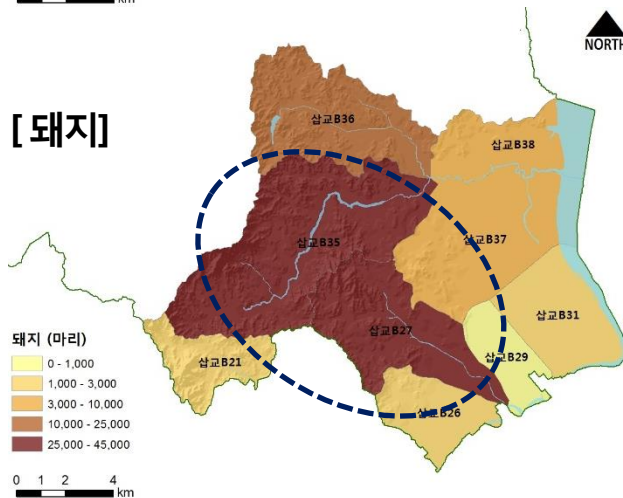 km
NORTH
[ 돼지]
삽교B36
삽교B38
삽교B35
삽교B37
삽교B31
삽교B27
삽교B29
삽교B21
삽교B26
돼지 (마리)
0 - 1,000
1,000 - 3,000
3,000 - 10,000
10,000 - 25,000
25,000 - 45,000
0 1 2 4
km